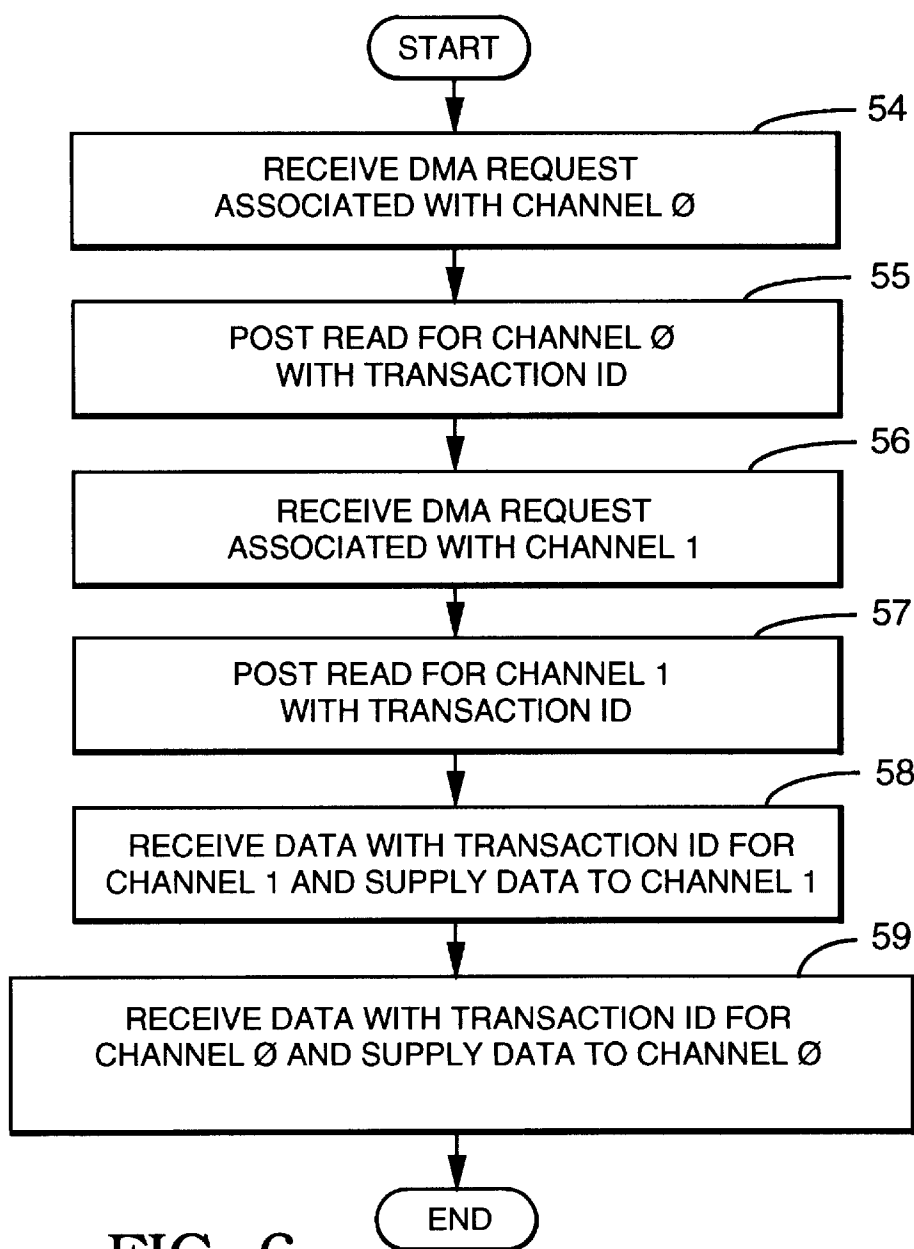 START
54
RECEIVE DMA REQUEST
ASSOCIATED WITH CHANNEL Ø
55
POST READ FOR CHANNEL Ø
WITH TRANSACTION ID
56
RECEIVE DMA REQUEST
ASSOCIATED WITH CHANNEL 1
57
POST READ FOR CHANNEL 1
WITH TRANSACTION ID
58
RECEIVE DATA WITH TRANSACTION ID FOR
CHANNEL 1 AND SUPPLY DATA TO CHANNEL 1
59
RECEIVE DATA WITH TRANSACTION ID FOR
CHANNEL Ø AND SUPPLY DATA TO CHANNEL Ø
END
FIG. 6